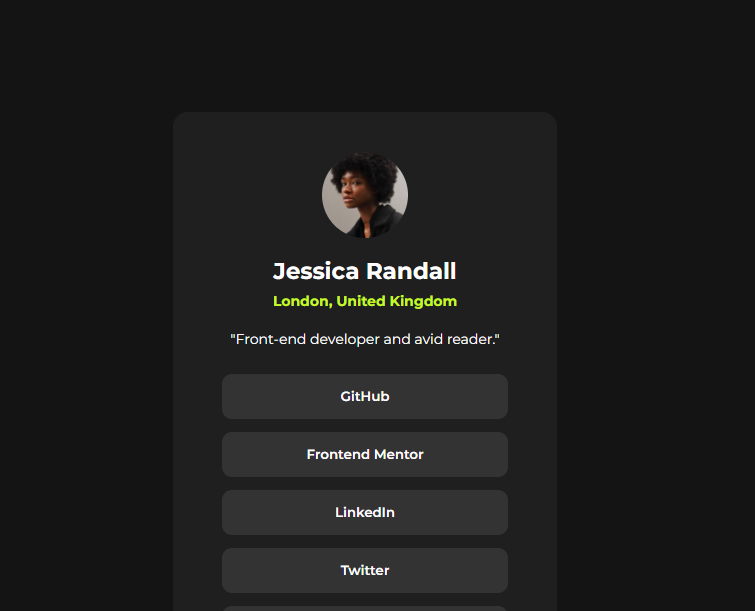 Jessica Randall
London, United Kingdom
"Front-end developer and avid reader."
GitHub
Frontend Mentor
LinkedIn
Twitter